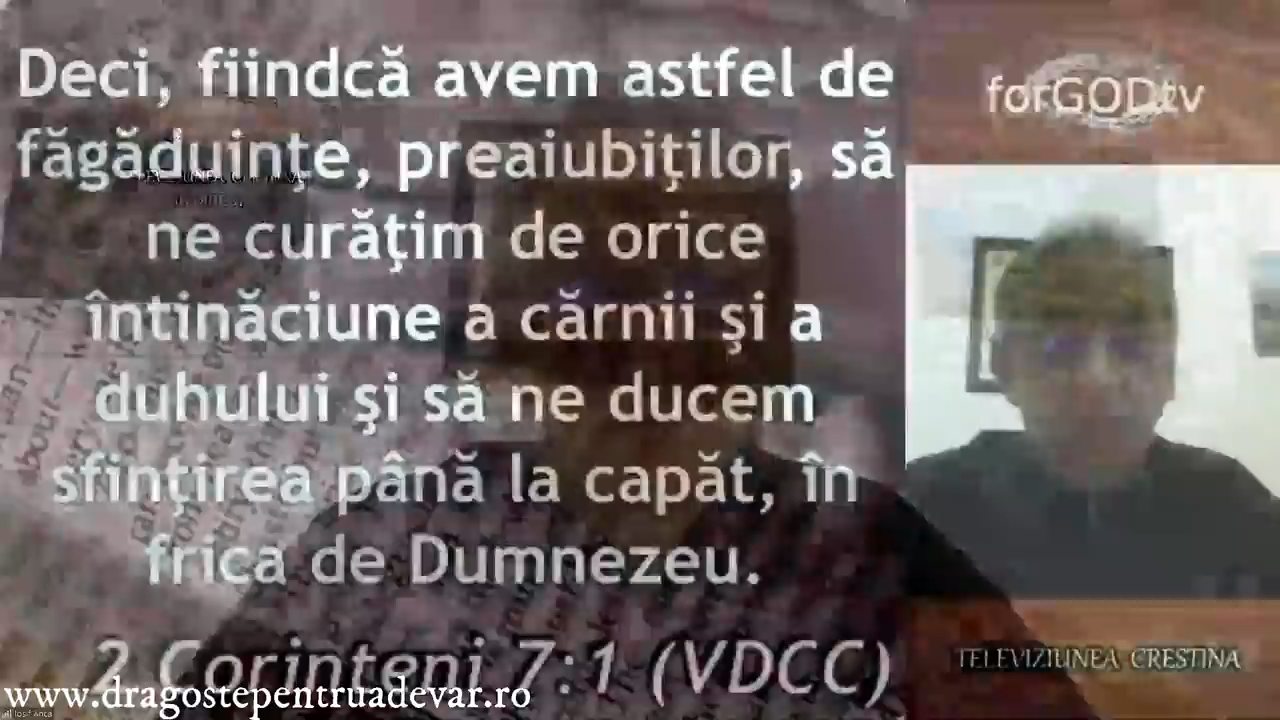 Deci, fiindcă avem astfel de
făgăduinţe, preaiubiţilor, să
ne curăţim de orice
întinăciune a cărnii şi a
duhului şi să ne ducem
sfinţirea până la capăt, în
frica de Dumnezeu.
2 Corinteni 7:1 (VDCC)
www.dragostepentruadevar.ro
forGODtv
TELEVIZIUNEA CRESTINA